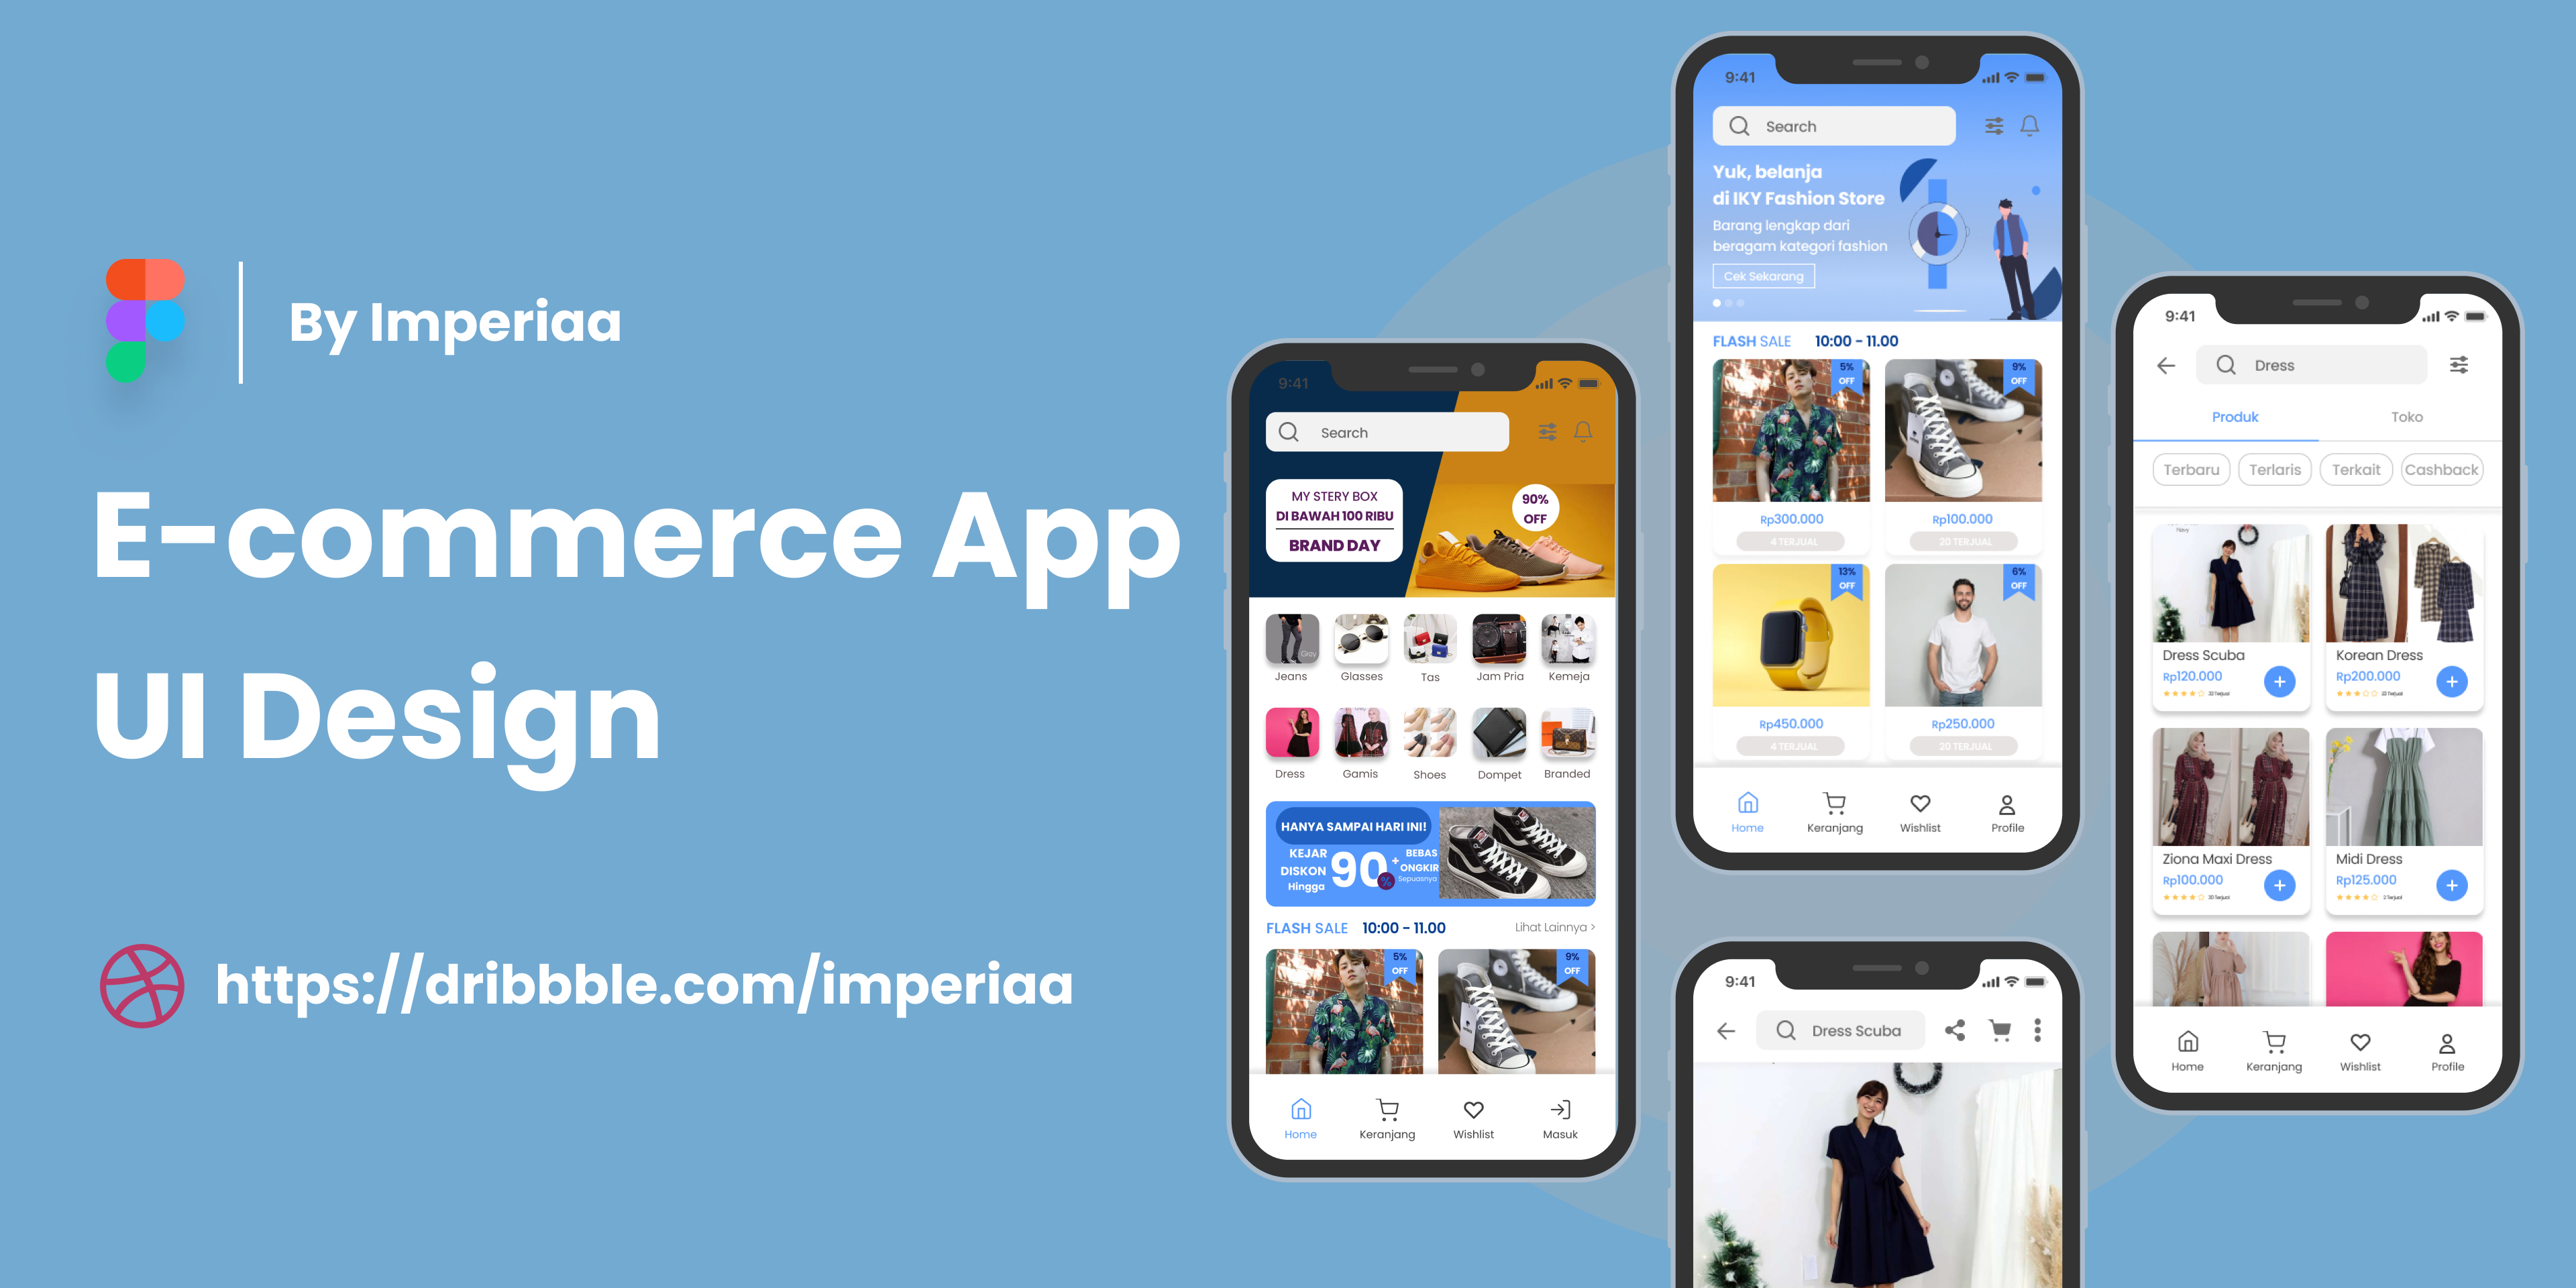 By Imperiaa
E-commerce App
UI Design
https://dribbble.com/imperiaa
9:41
Search
MY STERY BOX
DI BAWAH 100 RIBU
BRAND DAY
90%
OFF
Gray
Jeans
Glasses
Tas
Jam Pria
Kemeja
Dress
Gamis
Shoes
Dompet
Branded
HANYA SAMPAI HARI INI!
KEJAR
DISKON
Hingga
90
%
+
BEBAS
ONGKIR
Sepuasnya
FLASH SALE 10:00 - 11.00 Lihat Lainnya >
5%
OFF
9%
OFF
Home
Keranjang
Wishlist
Masuk
9:41
Search
Yuk, belanja
di IKY Fashion Store
Barang lengkap dari
beragam kategori fashion
Cek Sekarang
FLASH SALE 10:00 - 11.00
5%
OFF
9%
OFF
Rp300.000
Rp100.000
4 TERJUAL
20 TERJUAL
13%
OFF
6%
OFF
Rp450.000
Rp250.000
4 TERJUAL
20 TERJUAL
Home
Keranjang
Wishlist
Profile
9:41
Dress Scuba
9:41
Dress
Produk
Toko
Terbaru
Terlaris
Terkait
Cashback
Navy
Dress Scuba
Rp120.000
Korean Dress
Rp200.000
Ziona Maxi Dress
Rp100.000
Midi Dress
Rp125.000
Home
Keranjang
Wishlist
Profile